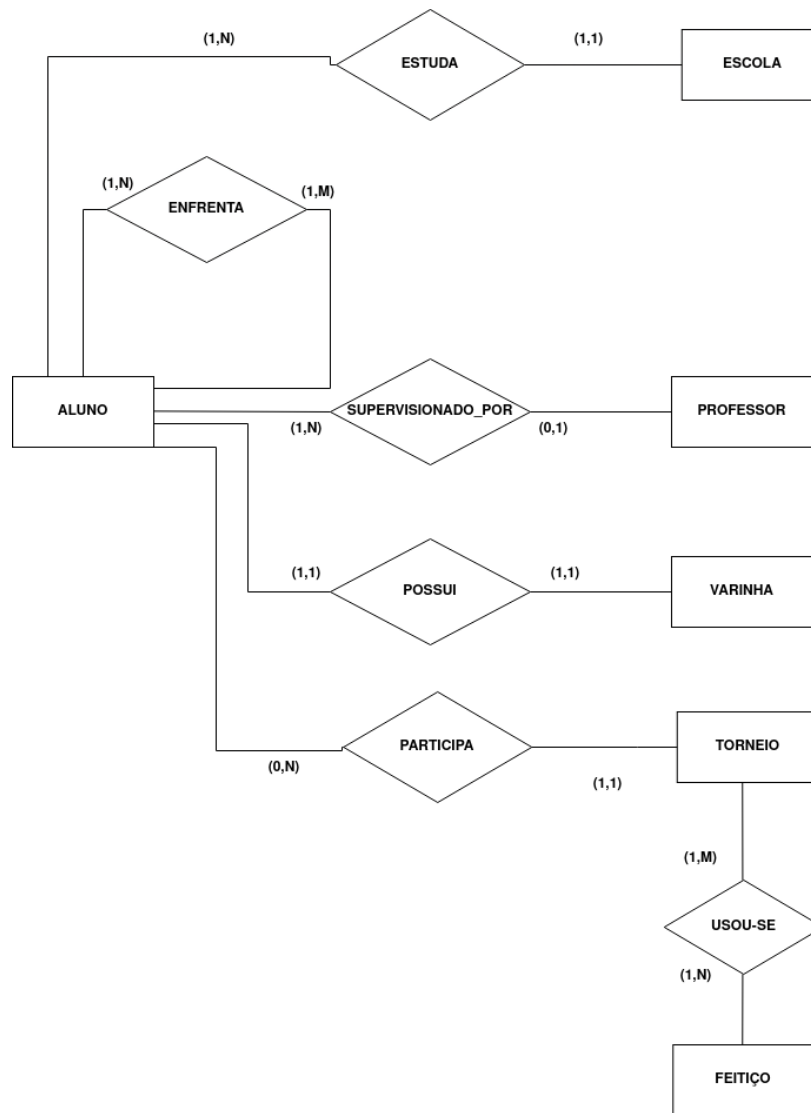 (1,N)
(1,1)
ESTUDA
ESCOLA
(1,N)
(1,M)
ENFRENTA
ALUNO
SUPERVISIONADO_POR
PROFESSOR
(1,N)
(0,1)
(1,1)
(1,1)
POSSUI
VARINHA
PARTICIPA
TORNEIO
(0,N)
(1,1)
(1,M)
USOU-SE
(1,N)
FEITIÇO